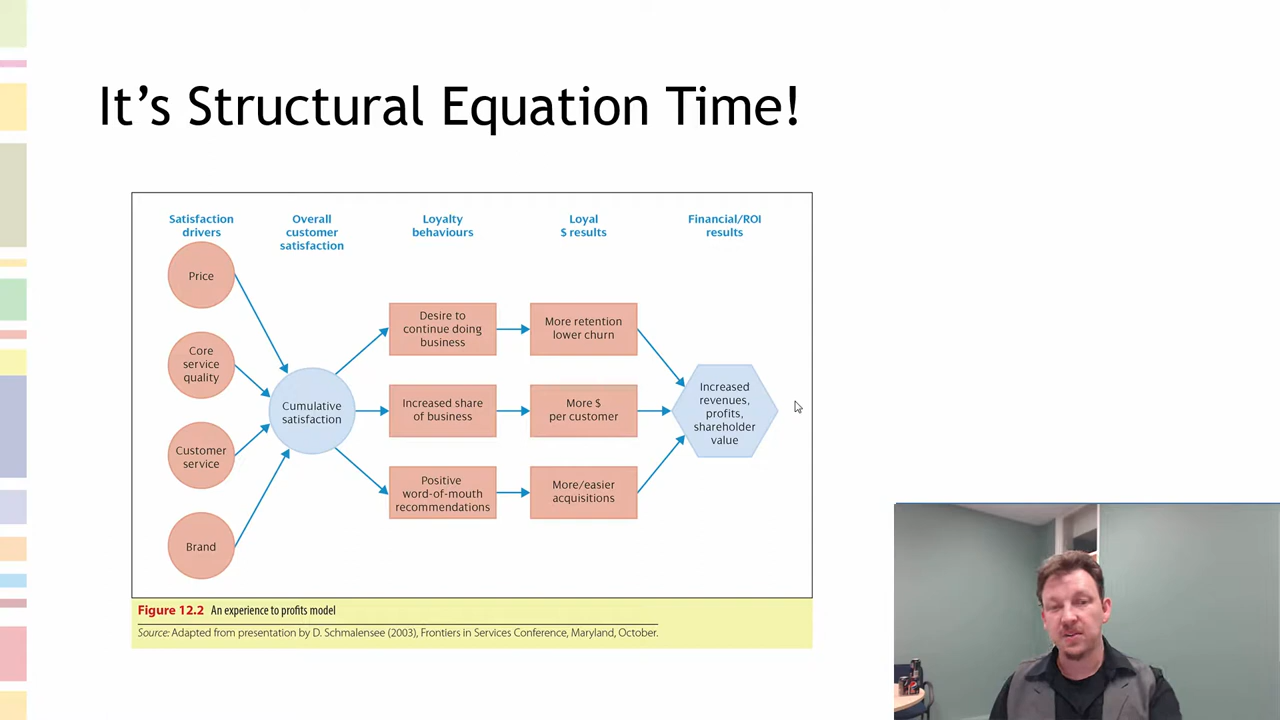 It's Structural Equation Time!
Satisfaction
drivers
Overall
customer
satisfaction
Loyalty
behaviours
Loyal
$ results
Financial/ROI
results
Price
Core
service
quality
Customer
service
Brand
Cumulative
satisfaction
Desire to
continue doing
business
Increased share
of business
Positive
word-of-mouth
recommendations
More retention
lower churn
More $
per customer
More/easier
acquisitions
Increased
revenues,
profits,
shareholder
value
Figure 12.2 An experience to profits model
Source: Adapted from presentation by D. Schmalensee (2003), Frontiers in Services Conference, Maryland, October.